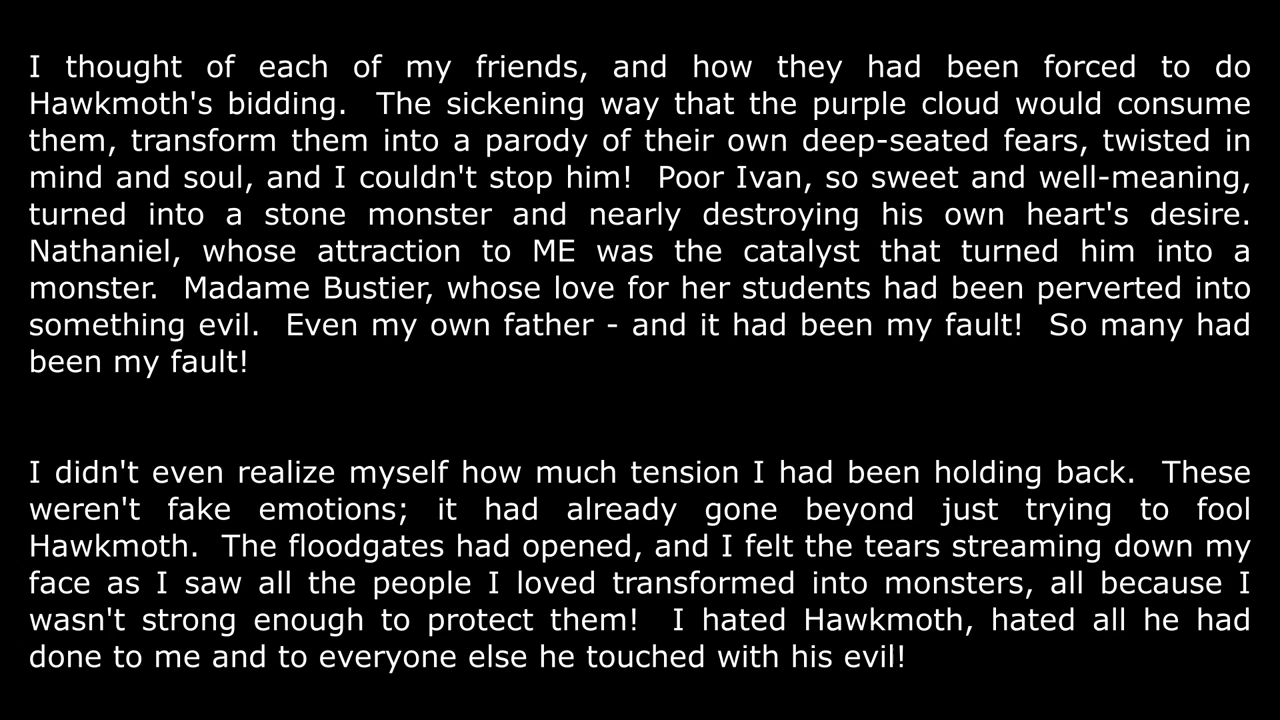 I thought of each of my friends, and how they had been forced to do
Hawkmoth's bidding.  The sickening way that the purple cloud would consume
them, transform them into a parody of their own deep-seated fears, twisted in
mind and soul, and I couldn't stop him!  Poor Ivan, so sweet and well-meaning,
turned into a stone monster and nearly destroying his own heart's desire.
Nathaniel, whose attraction to ME was the catalyst that turned him into a
monster.  Madame Bustier, whose love for her students had been perverted into
something evil.  Even my own father - and it had been my fault!  So many had
been my fault!
I didn't even realize myself how much tension I had been holding back.  These
weren't fake emotions; it had already gone beyond just trying to fool
Hawkmoth.  The floodgates had opened, and I felt the tears streaming down my
face as I saw all the people I loved transformed into monsters, all because I
wasn't strong enough to protect them!  I hated Hawkmoth, hated all he had
done to me and to everyone else he touched with his evil!